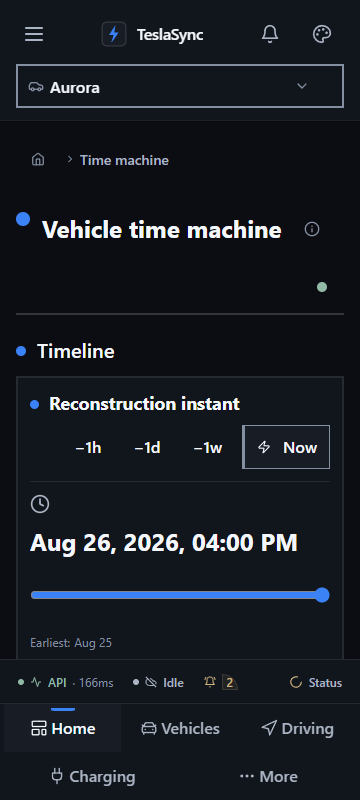 TeslaSync
Aurora
Time machine
Vehicle time machine
Timeline
Reconstruction instant
−1h −1d −1w Now
Aug 26, 2026, 04:00 PM
Earliest: Aug 25
API · 166ms Idle 2 Status
Home Vehicles Driving
Charging More